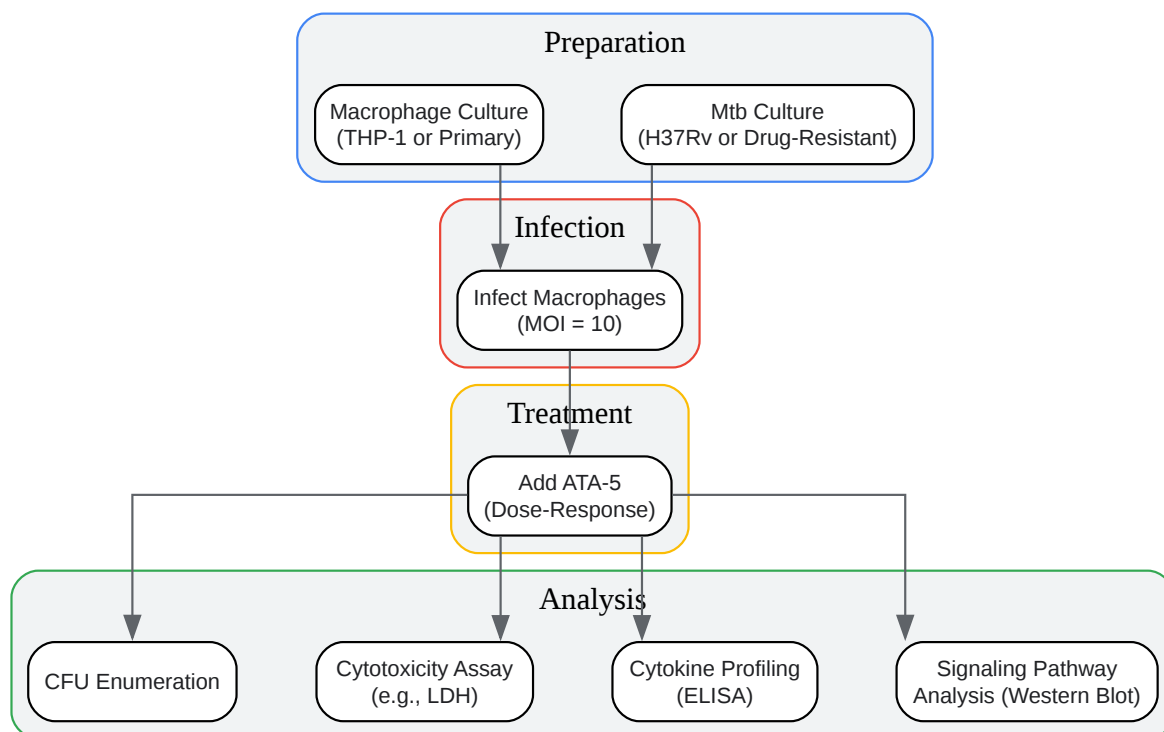 Preparation
Macrophage Culture
(THP-1 or Primary)
Mtb Culture
(H37Rv or Drug-Resistant)
Infection
Infect Macrophages
(MOI = 10)
Treatment
Add ATA-5
(Dose-Response)
Analysis
CFU Enumeration
Cytotoxicity Assay
(e.g., LDH)
Cytokine Profiling
(ELISA)
Signaling Pathway
Analysis (Western Blot)